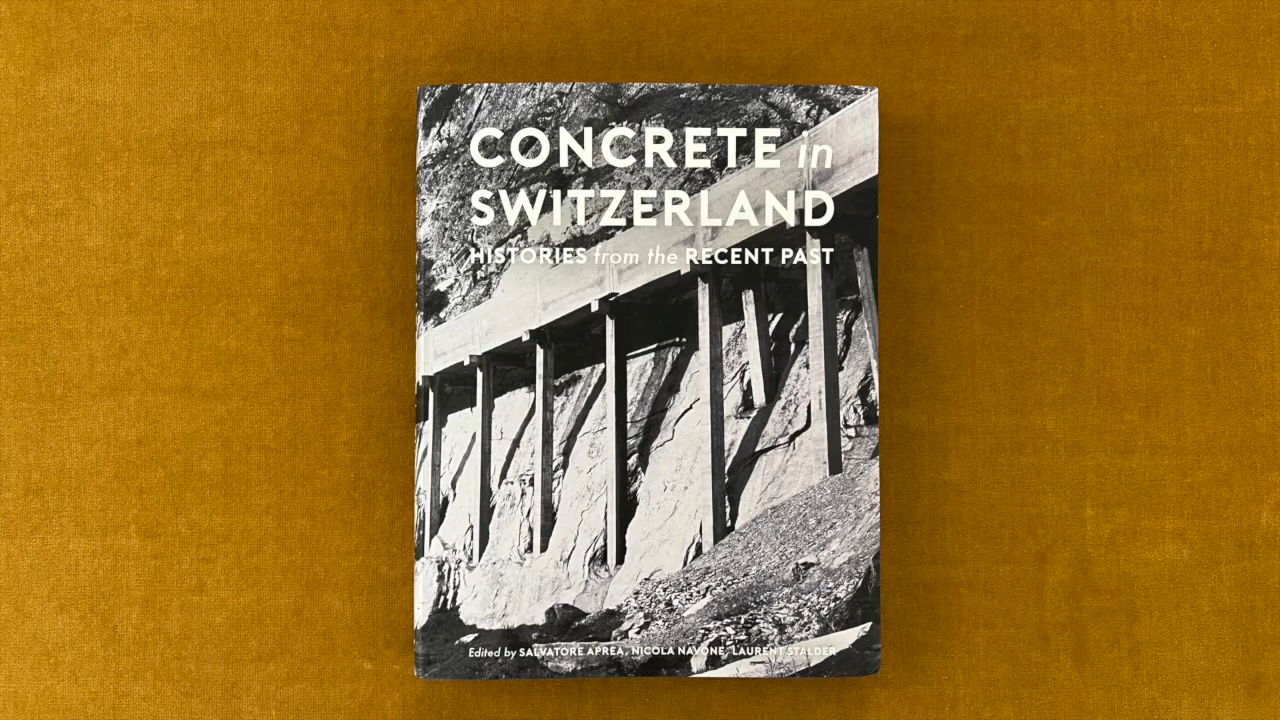 CONCRETE in
SWITZERLAND
HISTORIES from the RECENT PAST
Edited by SALVATORE APREA, NICOLA NAVONE, LAURENT STALDER